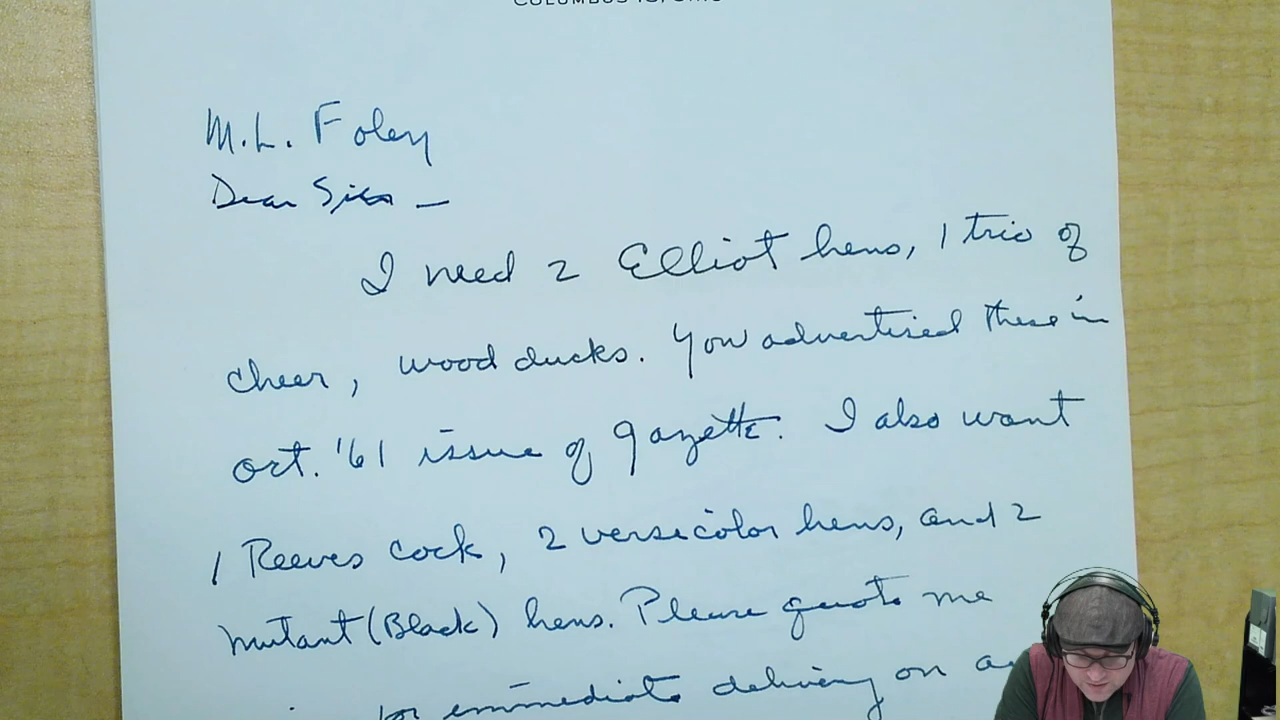 M.L. Foley
Dear Sirs –
I need 2 Elliot hens, 1 trio of
cheer, wood ducks. You advertised these in
oct. '61 issue of gazette. I also want
1 Reeves cock, 2 versicolor hens, and 2
mutant (Black) hens. Please quote me
for immediate delivery on